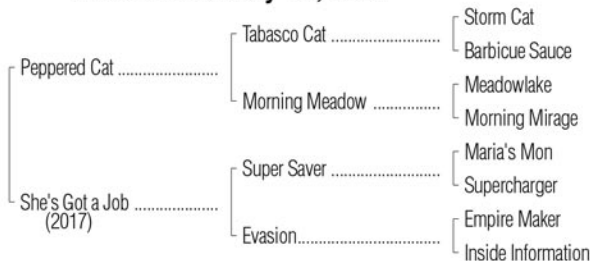 Storm Cat
Tabasco Cat ....................
Barbicue Sauce
Peppered Cat ......................
Meadowlake
Morning Meadow ..............
Morning Mirage
Maria's Mon
Super Saver .....................
Supercharger
She's Got a Job ..................
(2017)
Empire Maker
Evasion............................
Inside Information